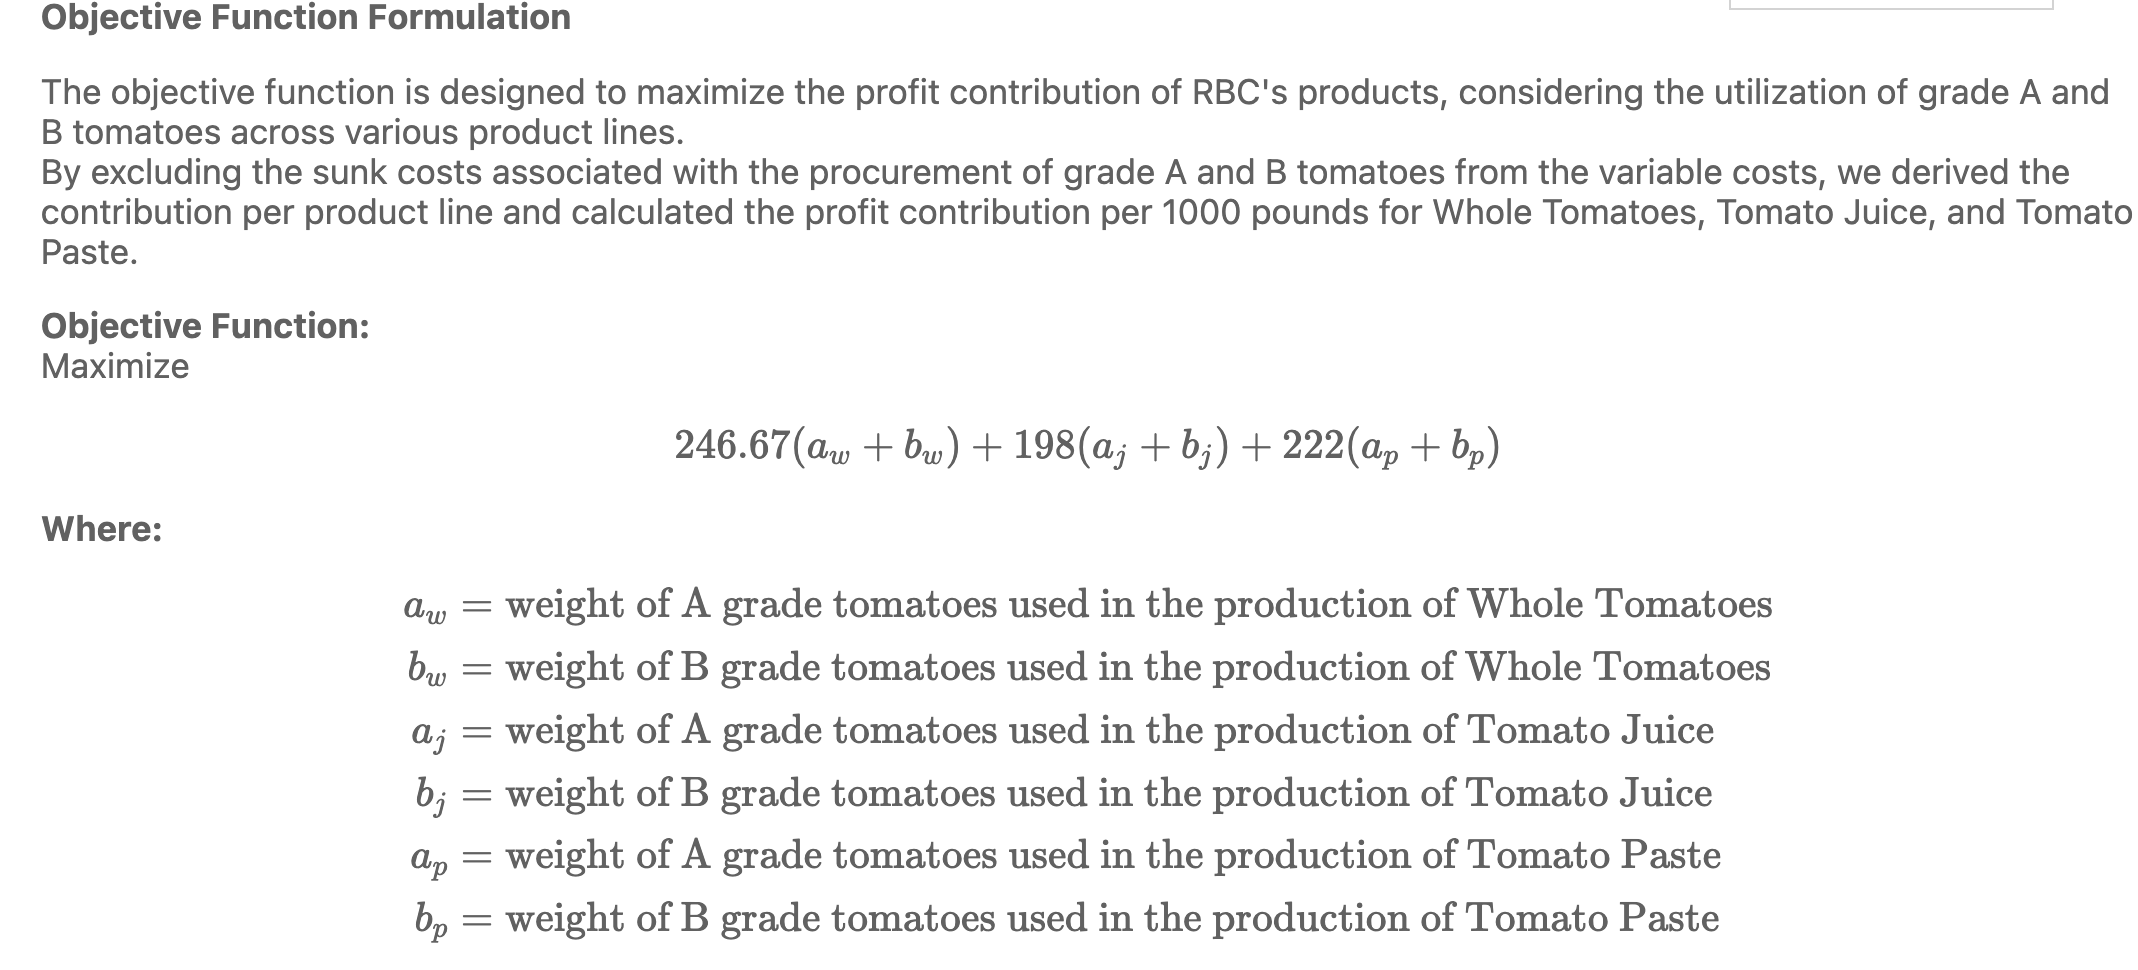 Objective Function Formulation
The objective function is designed to maximize the profit contribution of RBC's products, considering the utilization of grade A and
B tomatoes across various product lines.
By excluding the sunk costs associated with the procurement of grade A and B tomatoes from the variable costs, we derived the
contribution per product line and calculated the profit contribution per 1000 pounds for Whole Tomatoes, Tomato Juice, and Tomato
Paste.
Objective Function:
Maximize
246.67(a_w + b_w) + 198(a_j + b_j) + 222(a_p + b_p)
Where:
a_w = weight of A grade tomatoes used in the production of Whole Tomatoes
b_w = weight of B grade tomatoes used in the production of Whole Tomatoes
a_j = weight of A grade tomatoes used in the production of Tomato Juice
b_j = weight of B grade tomatoes used in the production of Tomato Juice
a_p = weight of A grade tomatoes used in the production of Tomato Paste
b_p = weight of B grade tomatoes used in the production of Tomato Paste